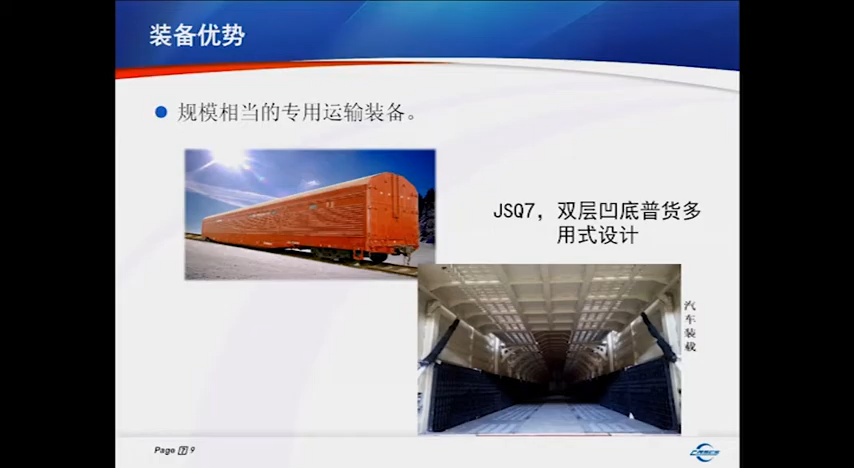 装备优势
规模相当的专用运输装备。
JSQ7，双层凹底普货多
用式设计
汽车装载
Page 7 9